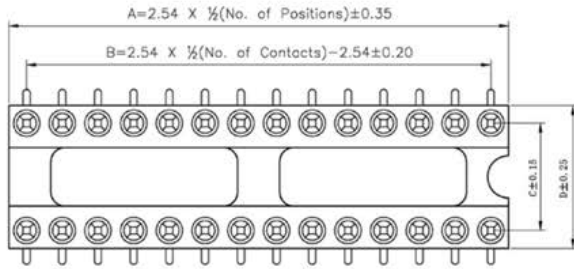 A=2.54 X ½(No. of Positions)±0.35
B=2.54 X ½(No. of Contacts)-2.54±0.20
C±0.18
D±0.25